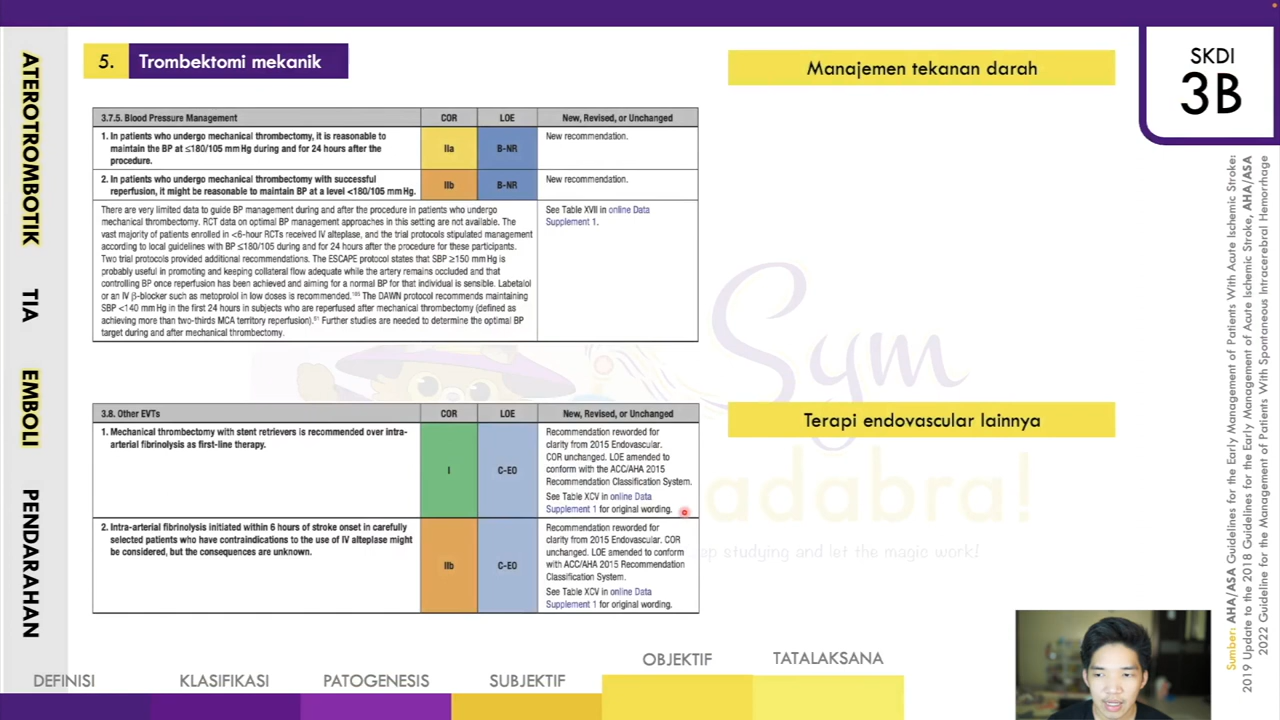 5. Trombektomi mekanik
Manajemen tekanan darah
SKDI
3B
3.7.5. Blood Pressure Management COR LOE New, Revised, or Unchanged
1. In patients who undergo mechanical thrombectomy, it is reasonable to
maintain the BP at ≤180/105 mm Hg during and for 24 hours after the
procedure.
IIa B-NR New recommendation.
2. In patients who undergo mechanical thrombectomy with successful
reperfusion, it might be reasonable to maintain BP at a level <180/105 mm Hg.
IIb B-NR New recommendation.
There are very limited data to guide BP management during and after the procedure in patients who undergo
mechanical thrombectomy. RCT data on optimal BP management approaches in this setting are not available. The
vast majority of patients enrolled in <6-hour RCTs received IV alteplase, and the trial protocols stipulated management
according to local guidelines with BP ≤180/105 during and for 24 hours after the procedure for these participants.
Two trial protocols provided additional recommendations. The ESCAPE protocol states that SBP ≥150 mm Hg is
probably useful in promoting and keeping collateral flow adequate while the artery remains occluded and that
controlling BP once reperfusion has been achieved and aiming for a normal BP for that individual is sensible. Labetalol
or an IV β-blocker such as metoprolol in low doses is recommended. The DAWN protocol recommends maintaining
SBP <140 mm Hg in the first 24 hours in subjects who are reperfused after mechanical thrombectomy (defined as
achieving more than two-thirds MCA territory reperfusion). Further studies are needed to determine the optimal BP
target during and after mechanical thrombectomy.
See Table XVII in online Data
Supplement 1.
Sym
adabra!
ep studying and let the magic work!
3.8. Other EVTs COR LOE New, Revised, or Unchanged
1. Mechanical thrombectomy with stent retrievers is recommended over intra-
arterial fibrinolysis as first-line therapy.
I C-EO
Recommendation reworded for
clarity from 2015 Endovascular.
COR unchanged. LOE amended to
conform with the ACC/AHA 2015
Recommendation Classification System.
See Table XCV in online Data
Supplement 1 for original wording.
2. Intra-arterial fibrinolysis initiated within 6 hours of stroke onset in carefully
selected patients who have contraindications to the use of IV alteplase might
be considered, but the consequences are unknown.
IIb C-EO
Recommendation reworded for
clarity from 2015 Endovascular. COR
unchanged. LOE amended to conform
with ACC/AHA 2015 Recommendation
Classification System.
See Table XCV in online Data
Supplement 1 for original wording.
Terapi endovascular lainnya
ATEROTROMBOTIK
TIA
EMBOLI
PENDARAHAN
Sumber: AHA/ASA Guidelines for the Early Management of Patients With Acute Ischemic Stroke:
2019 Update to the 2018 Guidelines for the Early Management of Acute Ischemic Stroke, AHA/ASA
2022 Guideline for the Management of Patients With Spontaneous Intracerebral Hemorrhage
DEFINISI
KLASIFIKASI
PATOGENESIS
SUBJEKTIF
OBJEKTIF
TATALAKSANA